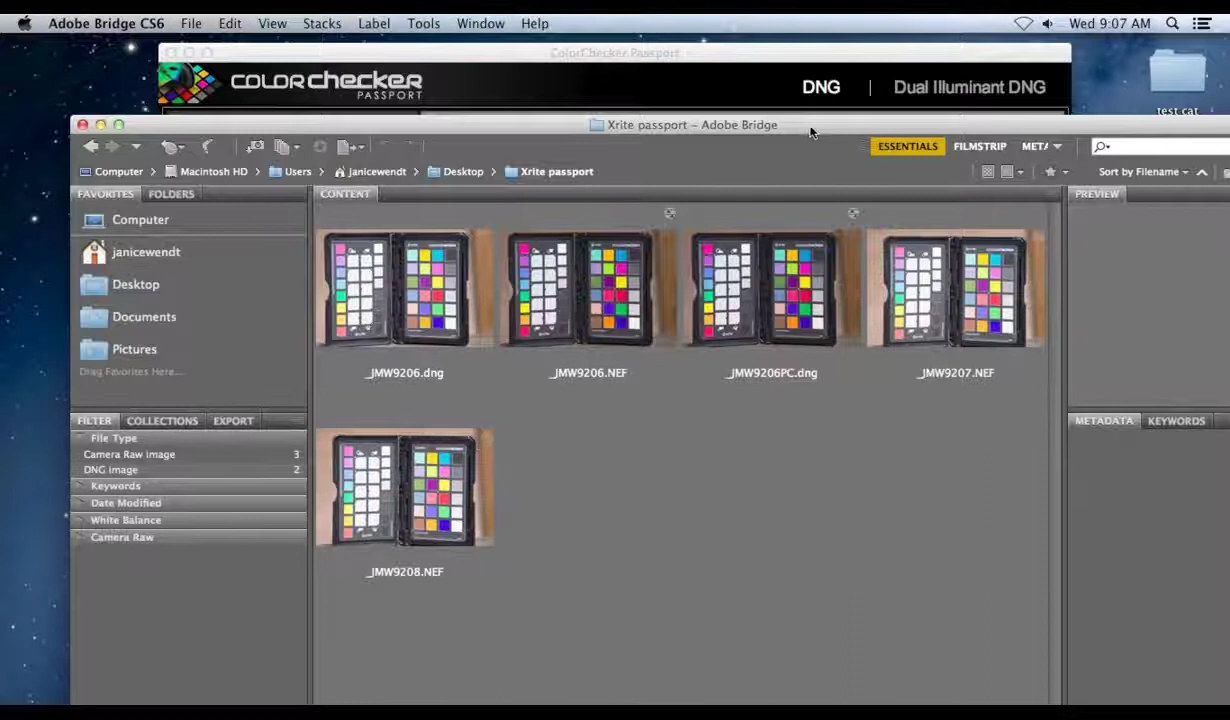 Adobe Bridge CS6 File Edit View Stacks Label Tools Window Help Wed 9:07 AM
ColorChecker Passport
colorchecker
PASSPORT
DNG | Dual Illuminant DNG
test cat
Xrite passport – Adobe Bridge
ESSENTIALS FILMSTRIP META
Computer Macintosh HD Users Janicewendt Desktop Xrite passport
Sort by Filename
FAVORITES FOLDERS
CONTENT
PREVIEW
Computer
janicewendt
Desktop
Documents
Pictures
Drag Favorites Here...
_JMW9206.dng
_JMW9206.NEF
_JMW9206PC.dng
_JMW9207.NEF
FILTER COLLECTIONS EXPORT
METADATA KEYWORDS
File Type
Camera Raw image 3
DNG image 2
Keywords
Date Modified
White Balance
Camera Raw
_JMW9208.NEF